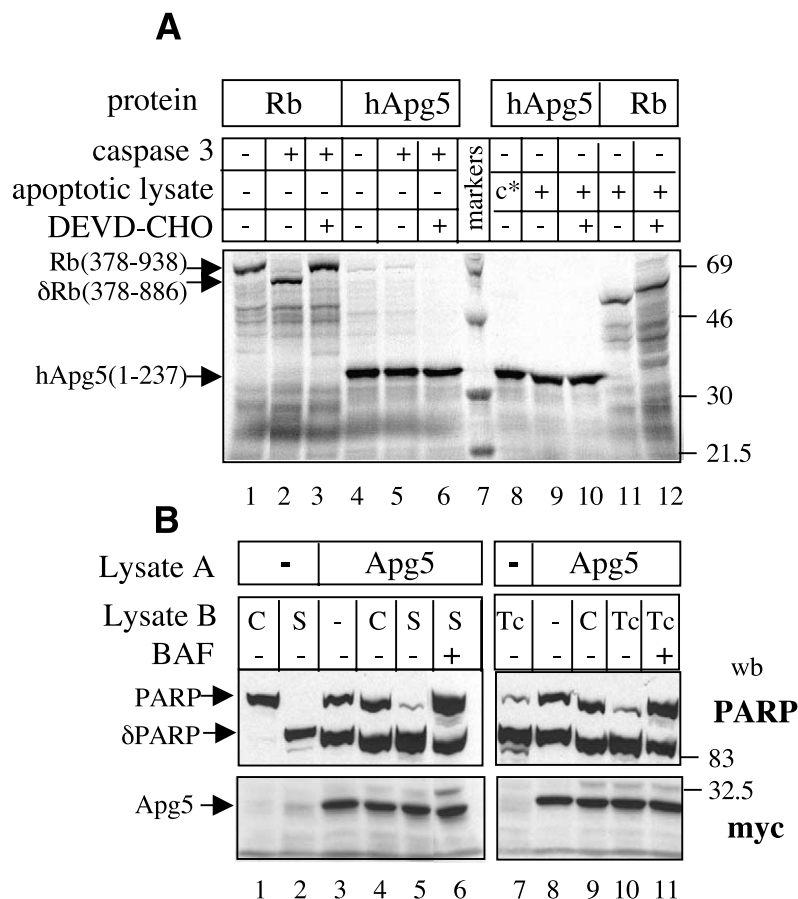 A
protein Rb hApg5 hApg5 Rb
caspase 3 - + + - + + markers - - - - -
apoptotic lysate - - - - - - c* + + + +
DEVD-CHO - - + - - + - - + - +
Rb(378-938) 69
δRb(378-886)
46
hApg5(1-237)
30
21.5
1 2 3 4 5 6 7 8 9 10 11 12
B
Lysate A - Apg5 - Apg5
Lysate B C S - C S S Tc - C Tc Tc
BAF - - - - - + - - - - +
wb
PARP PARP
δPARP
83
32.5
Apg5
myc
1 2 3 4 5 6 7 8 9 10 11